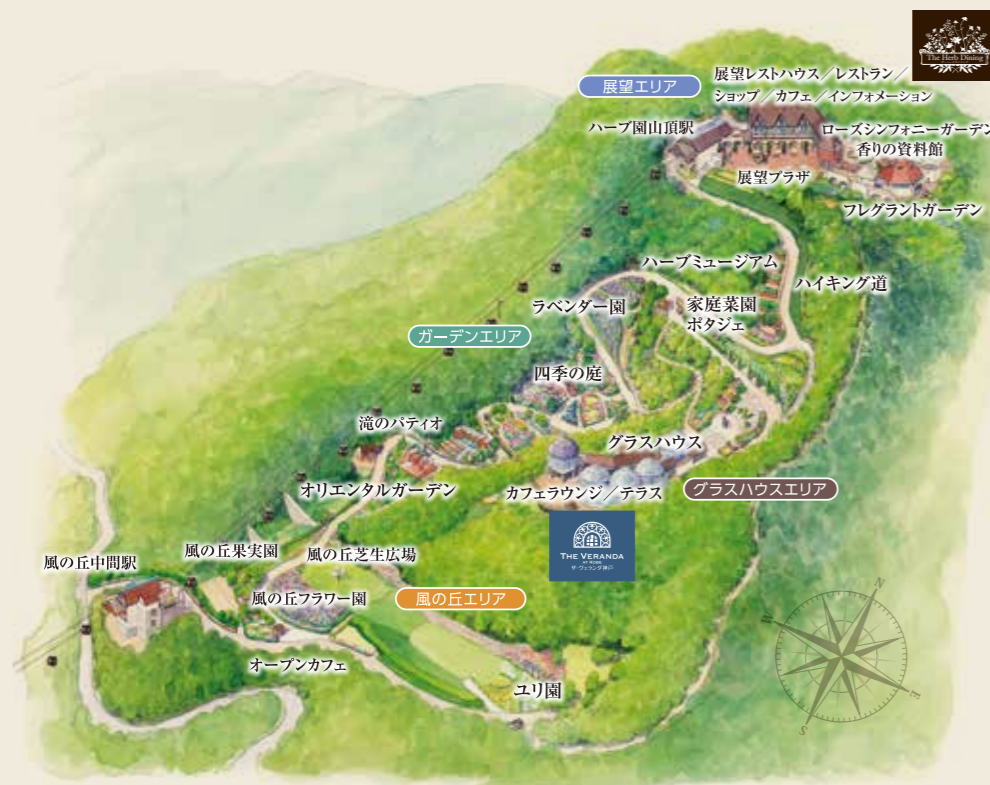 The Herb Dining
展望エリア
展望レストハウス／レストラン／
ショップ／カフェ／インフォメーション
ハーブ園山頂駅
ローズシンフォニーガーデン
香りの資料館
展望プラザ
フレグラントガーデン
ハーブミュージアム
ハイキング道
ラベンダー園
家庭菜園
ポタジェ
ガーデンエリア
四季の庭
滝のパティオ
グラスハウス
オリエンタルガーデン
カフェラウンジ／テラス
グラスハウスエリア
THE VERANDA
AT KOBE
ザ・ヴェランダ神戸
風の丘中間駅
風の丘果実園
風の丘芝生広場
風の丘フラワー園
風の丘エリア
オープンカフェ
ユリ園
N
W
E
S